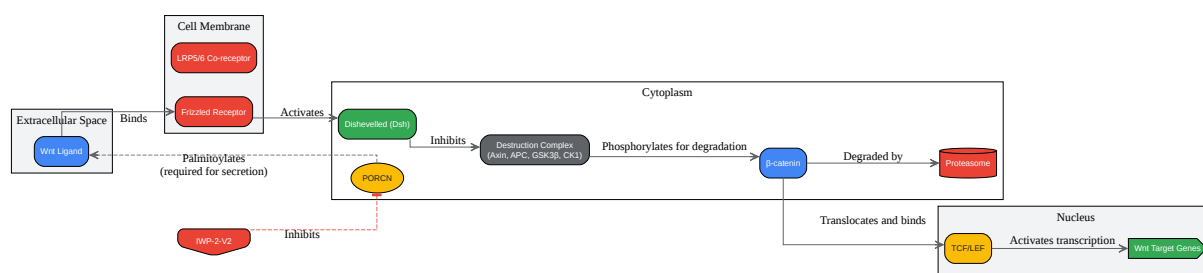 Cell Membrane
LRP5/6 Co-receptor
Frizzled Receptor
Extracellular Space
Wnt Ligand
Binds
Activates
Cytoplasm
Dishevelled (Dsh)
Inhibits
Destruction Complex
(Axin, APC, GSK3β, CK1)
Phosphorylates for degradation
β-catenin
Degraded by
Proteasome
Palmitoylates
(required for secretion)
PORCN
IWP-2-V2
Inhibits
Translocates and binds
Nucleus
TCF/LEF
Activates transcription
Wnt Target Genes